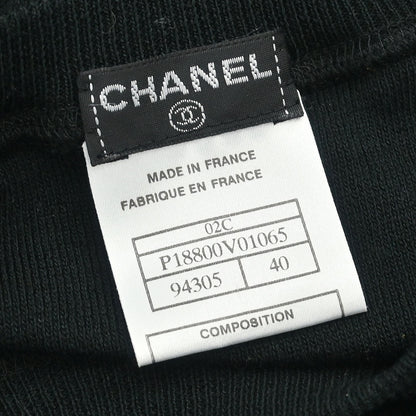 CHANEL
MADE IN FRANCE
FABRIQUE EN FRANCE
02C
P18800V01065
94305 40
COMPOSITION